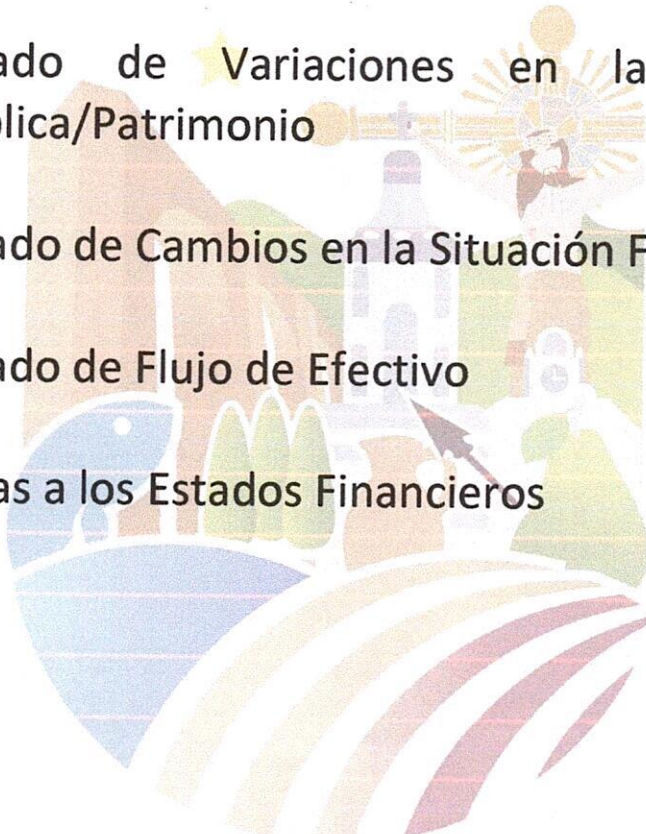 ado de Variaciones en la
lica/Patrimonio
ado de Cambios en la Situación F
ado de Flujo de Efectivo
as a los Estados Financieros